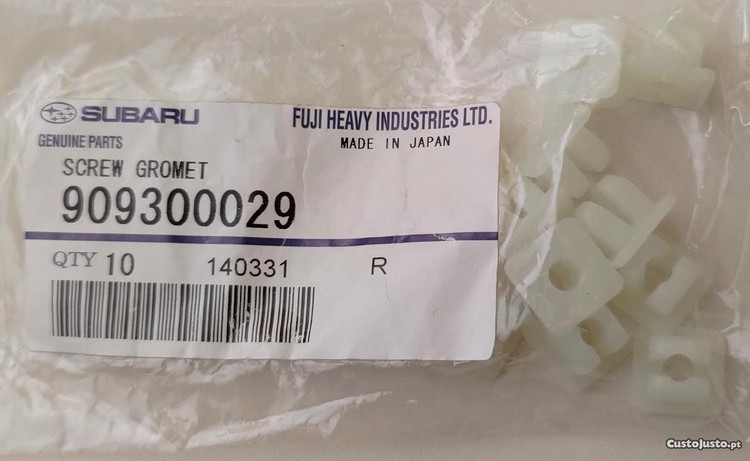 SUBARU
FUJI HEAVY INDUSTRIES LTD.
GENUINE PARTS
MADE IN JAPAN
SCREW GROMET
909300029
QTY 10 140331 R
CustoJusto.pt